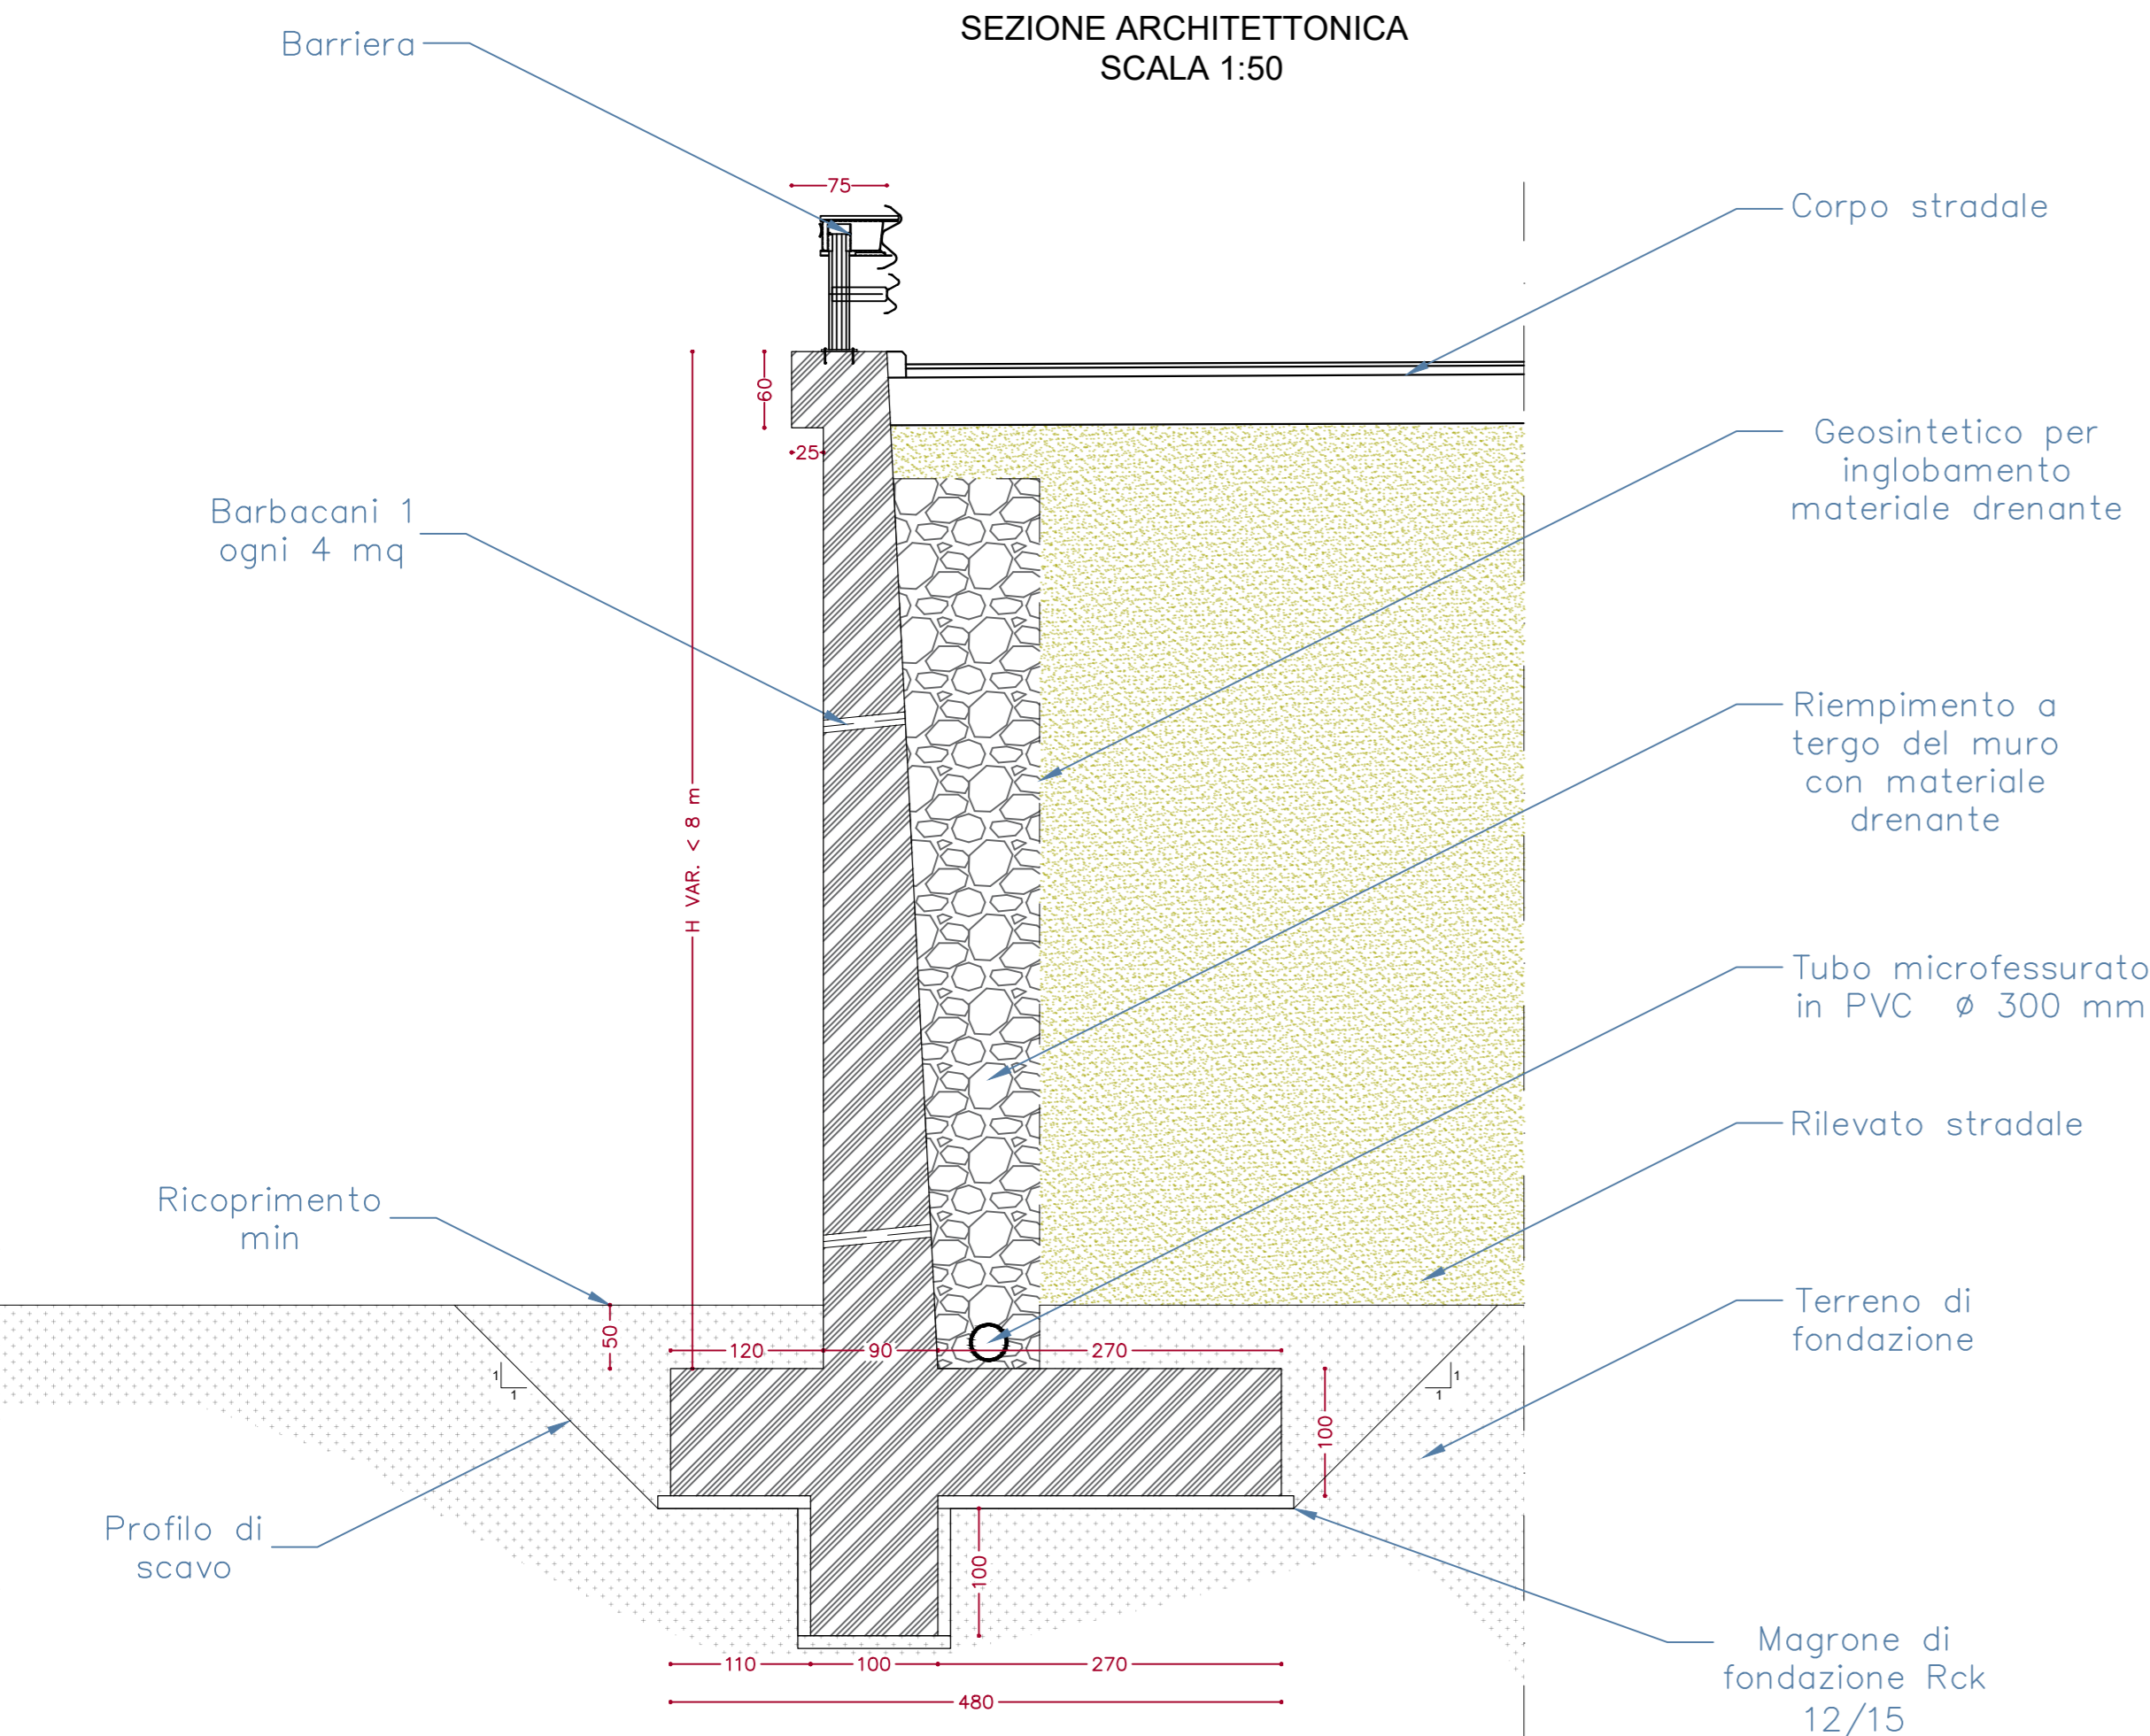 SEZIONE ARCHITETTONICA
SCALA 1:50
Barriera
75
Corpo stradale
60
25
Geosintetico per
inglobamento
materiale drenante
Barbacani 1
ogni 4 mq
H VAR. < 8 m
Riempimento a
tergo del muro
con materiale
drenante
Tubo microfessurato
in PVC Ø 300 mm
Rilevato stradale
Ricoprimento
min
Terreno di
fondazione
50
120
90
270
1
1
1
1
100
Profilo di
scavo
100
Magrone di
fondazione Rck
12/15
110
100
270
480